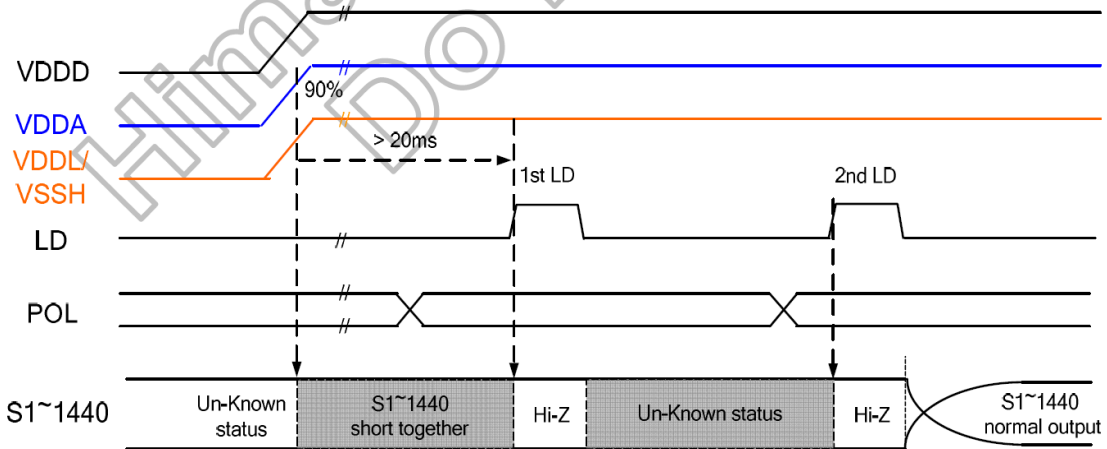 VDDD
90%
VDDA
> 20ms
VDDL/
VSSH
1st LD
2nd LD
LD
POL
S1~1440
Un-Known
status
S1~1440
short together
Hi-Z
Un-Known status
Hi-Z
S1~1440
normal output
Do